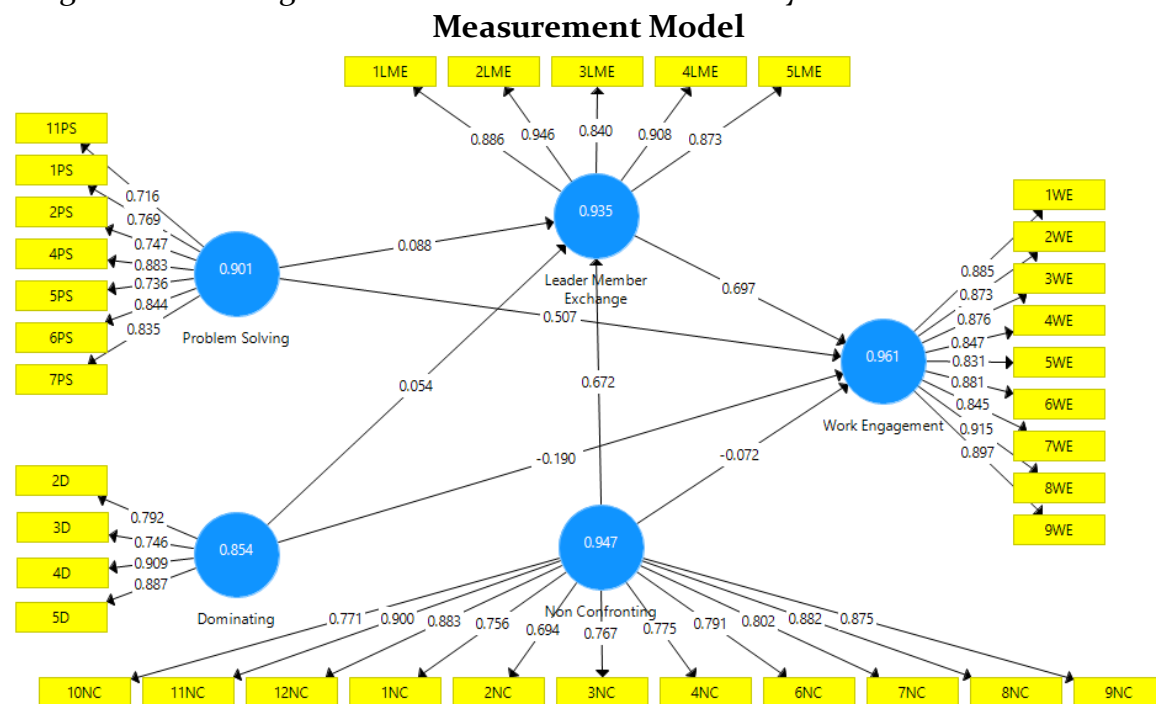 Measurement Model
1LME 2LME 3LME 4LME 5LME
0.886 0.946 0.840 0.908 0.873
0.935
Leader Member
Exchange
11PS
1PS
2PS
4PS
5PS
6PS
7PS
0.716
0.769
0.747
0.883
0.736
0.844
0.835
0.901
Problem Solving
0.088
0.507
0.697
0.054
0.672
-0.190
-0.072
1WE
2WE
3WE
4WE
5WE
6WE
7WE
8WE
9WE
0.885
0.873
0.876
0.847
0.831
0.881
0.845
0.915
0.897
0.961
Work Engagement
2D
3D
4D
5D
0.792
0.746
0.909
0.887
0.854
Dominating
0.947
Non Confronting
0.771 0.900 0.883 0.756 0.694 0.767 0.775 0.791 0.802 0.882 0.875
10NC 11NC 12NC 1NC 2NC 3NC 4NC 6NC 7NC 8NC 9NC